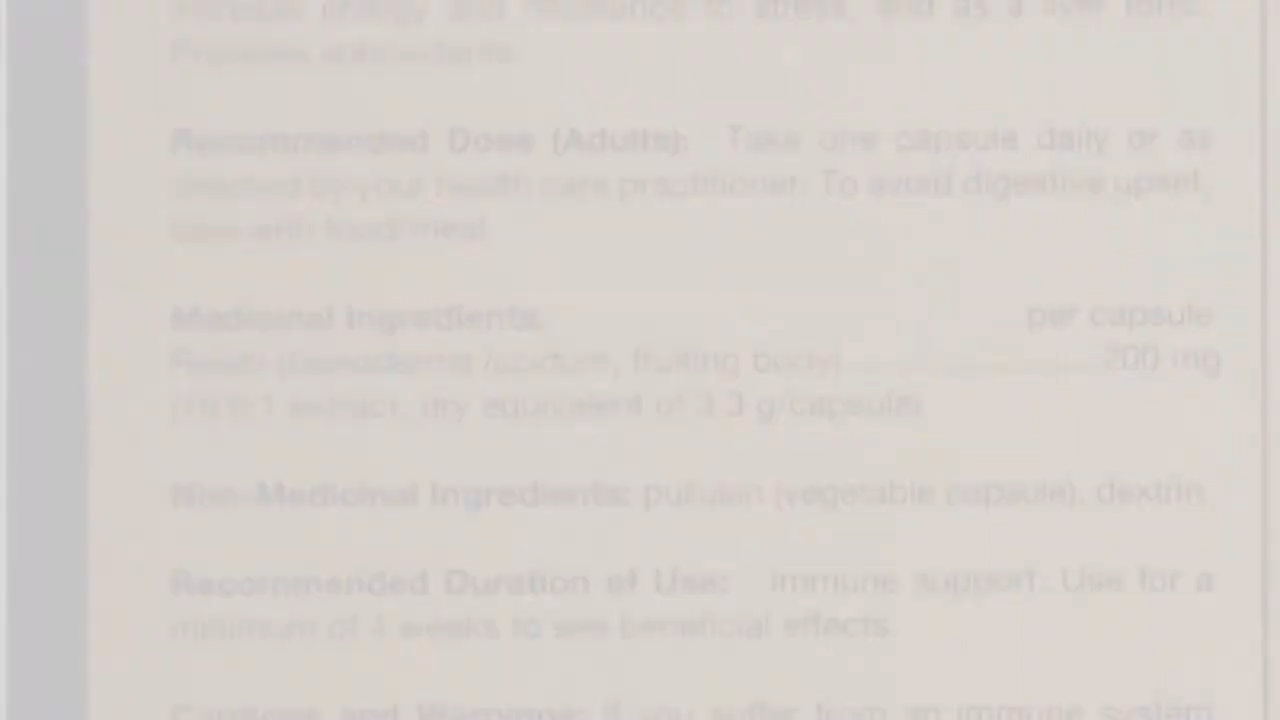 increase energy and resistance to stress, and as a liver tonic.
Provides antioxidants.
Recommended Dose (Adults): Take one capsule daily or as
directed by your health care practitioner. To avoid digestive upset,
take with food/meal.
Medicinal Ingredients per capsule
Reishi (Ganoderma lucidum, fruiting body) 200 mg
extract, dry equivalent of 3.3 g/capsule)
Non-Medicinal Ingredients: pullulan (vegetable capsule), dextrin.
Recommended Duration of Use: Immune support: Use for a
minimum of 4 weeks to see beneficial effects.
Cautions and Warnings: If you suffer from an immune system